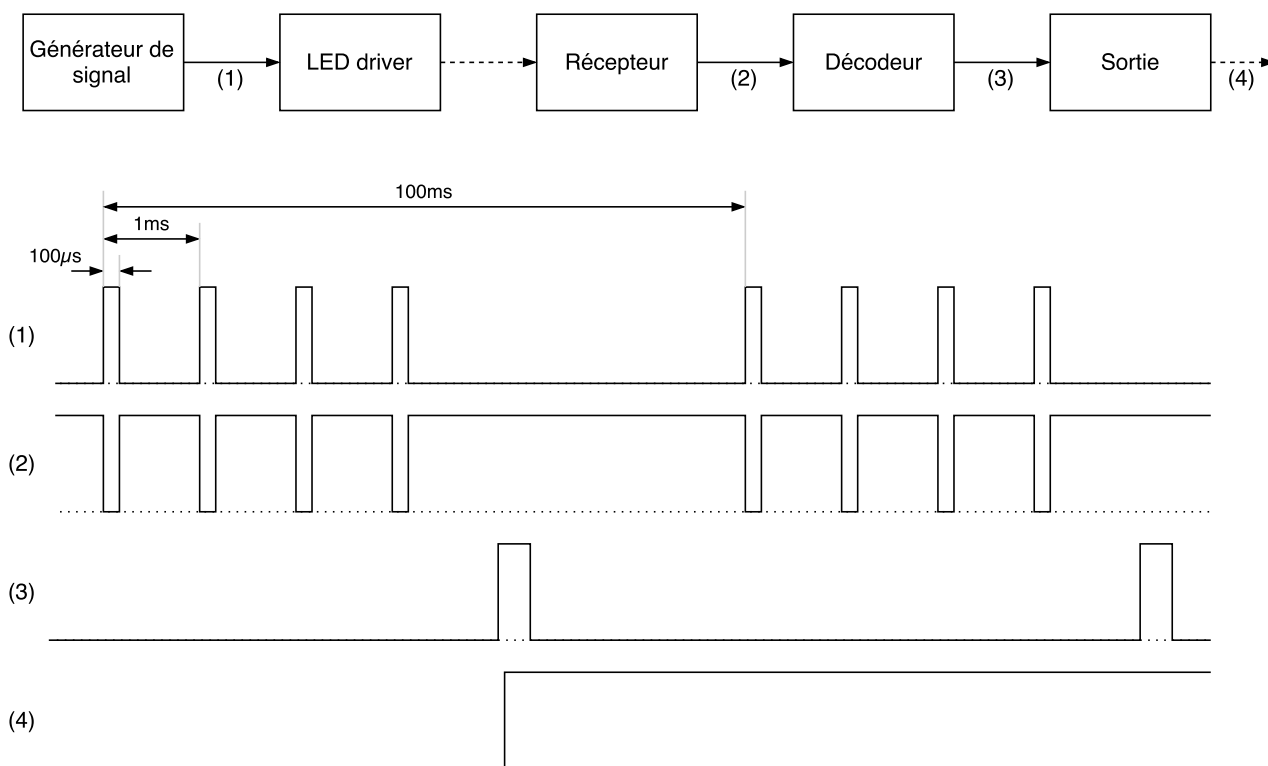 Générateur de
signal
(1)
LED driver
Récepteur
(2)
Décodeur
(3)
Sortie
(4)
100ms
1ms
100µs
(1)
(2)
(3)
(4)